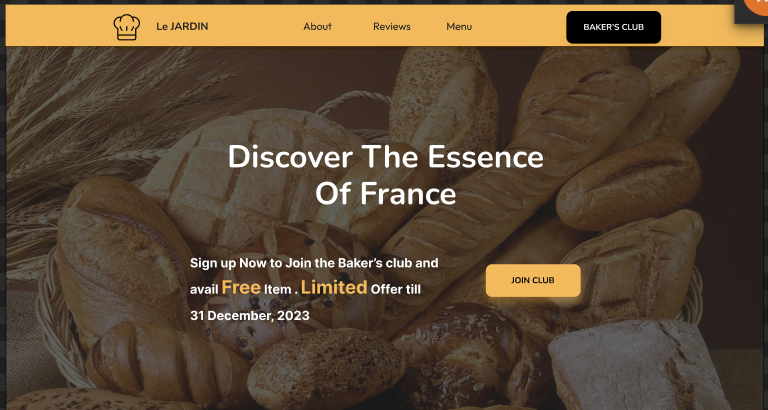 Le JARDIN
About
Reviews
Menu
BAKER'S CLUB
Discover The Essence
Of France
Sign up Now to Join the Baker's club and
avail Free Item . Limited Offer till
31 December, 2023
JOIN CLUB